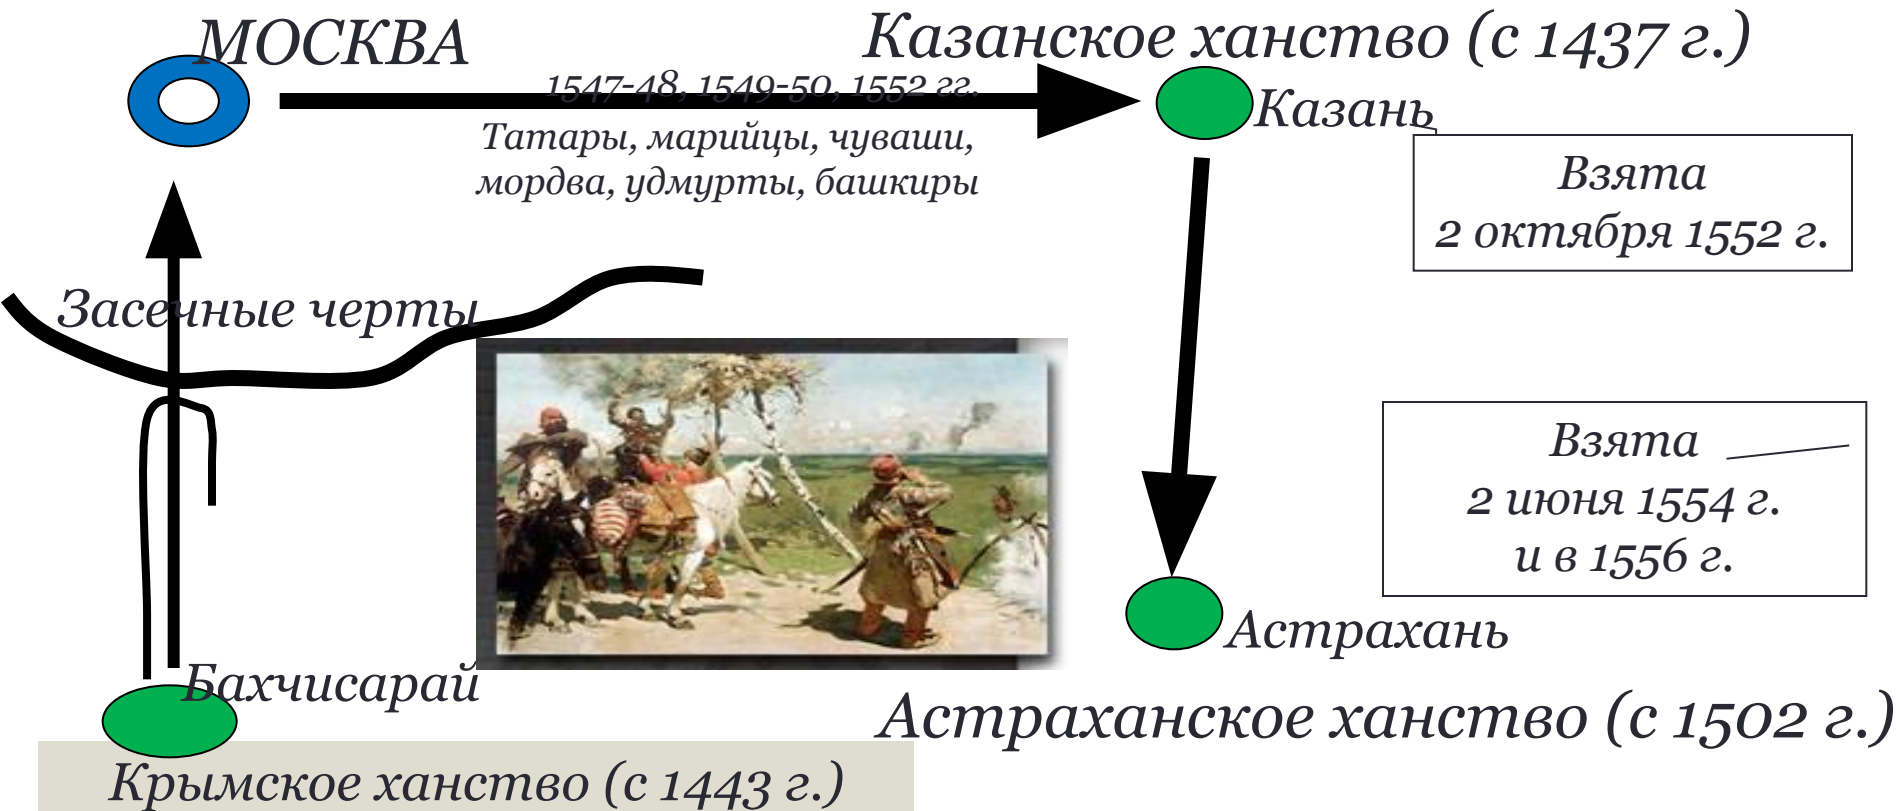 МОСКВА
Казанское ханство (с 1437 г.)
1547-48, 1549-50, 1552 гг.
Казань
Татары, марийцы, чуваши,
мордва, удмурты, башкиры
Взята
2 октября 1552 г.
Засечные черты
Взята
2 июня 1554 г.
и в 1556 г.
Астрахань
Бахчисарай
Астраханское ханство (с 1502 г.)
Крымское ханство (с 1443 г.)